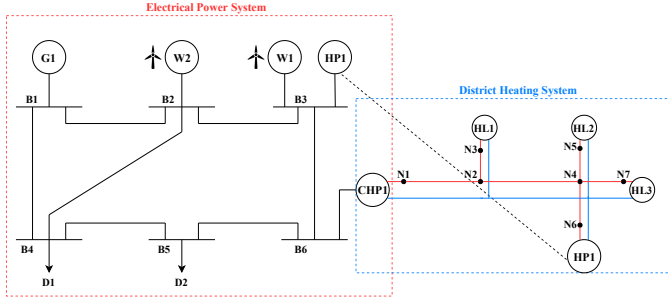 Electrical Power System
G1
W2
W1
HP1
B1
B2
B3
District Heating System
HL1
HL2
N3
N5
N1
N2
N4
N7
CHP1
HL3
N6
B4
B5
B6
HP1
D1
D2